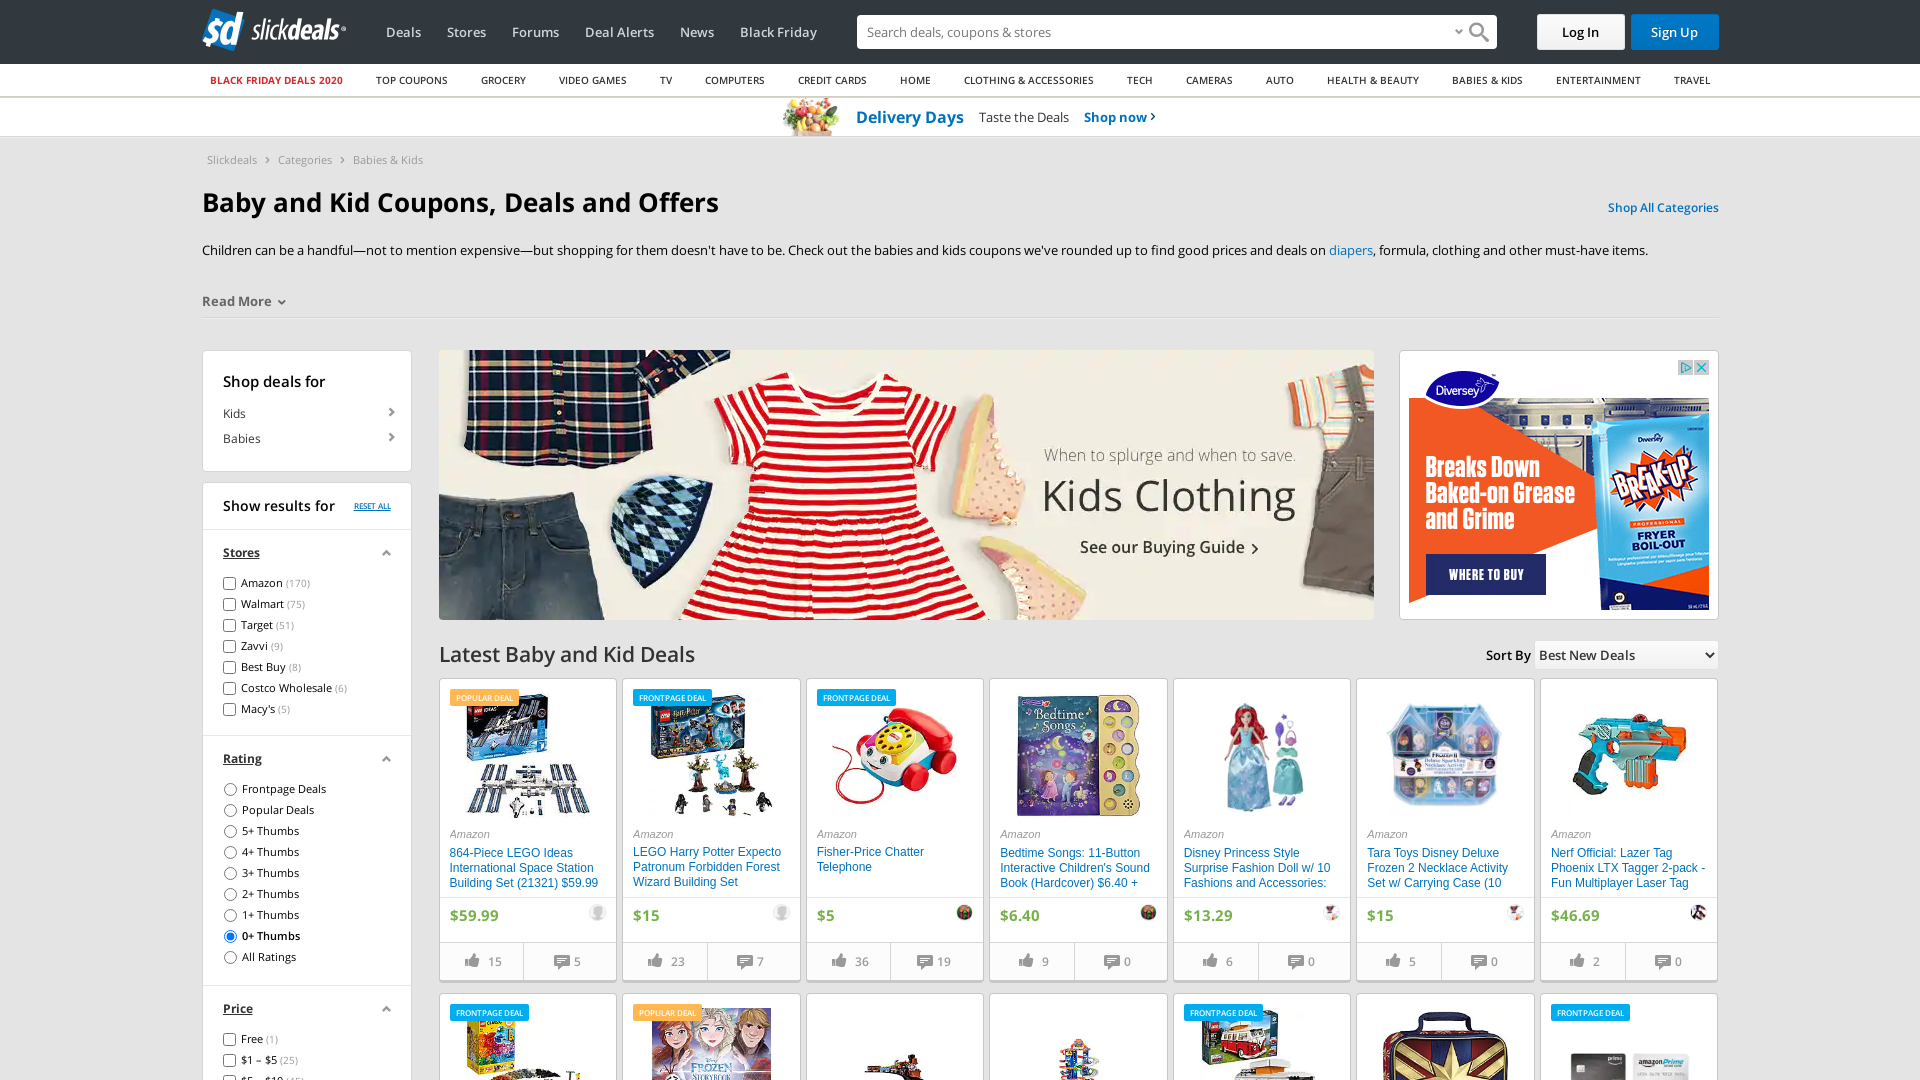 slickdeals
Deals
Stores
Forums
Deal Alerts
News
Black Friday
Search deals, coupons & stores
Log In
Sign Up
BLACK FRIDAY DEALS 2020
TOP COUPONS
GROCERY
VIDEO GAMES
TV
COMPUTERS
CREDIT CARDS
HOME
CLOTHING & ACCESSORIES
TECH
CAMERAS
AUTO
HEALTH & BEAUTY
BABIES & KIDS
ENTERTAINMENT
TRAVEL
Delivery Days Taste the Deals Shop now
Slickdeals > Categories > Babies & Kids
Baby and Kid Coupons, Deals and Offers
Shop All Categories
Children can be a handful—not to mention expensive—but shopping for them doesn't have to be. Check out the babies and kids coupons we've rounded up to find good prices and deals on diapers, formula, clothing and other must-have items.
Read More
Shop deals for
Kids
Babies
Show results for
RESET ALL
Stores
Amazon (170)
Walmart (75)
Target (51)
Zavvi (9)
Best Buy (8)
Costco Wholesale (6)
Macy's (5)
Rating
Frontpage Deals
Popular Deals
5+ Thumbs
4+ Thumbs
3+ Thumbs
2+ Thumbs
1+ Thumbs
0+ Thumbs
All Ratings
Price
Free (1)
$1 – $5 (25)
When to splurge and when to save.
Kids Clothing
See our Buying Guide
Diversey
Breaks Down
Baked-on Grease
and Grime
WHERE TO BUY
Diversey
BREAK-UP
PROFESSIONAL
FRYER
BOIL-OUT
Latest Baby and Kid Deals
Sort By Best New Deals
POPULAR DEAL
Amazon
864-Piece LEGO Ideas
International Space Station
Building Set (21321) $59.99
$59.99
15
5
FRONTPAGE DEAL
Amazon
LEGO Harry Potter Expecto
Patronum Forbidden Forest
Wizard Building Set
$15
23
7
FRONTPAGE DEAL
Amazon
Fisher-Price Chatter
Telephone
$5
36
19
Bedtime
Songs
Amazon
Bedtime Songs: 11-Button
Interactive Children's Sound
Book (Hardcover) $6.40 +
$6.40
9
0
Amazon
Disney Princess Style
Surprise Fashion Doll w/ 10
Fashions and Accessories:
$13.29
6
0
Amazon
Tara Toys Disney Deluxe
Frozen 2 Necklace Activity
Set w/ Carrying Case (10
$15
5
0
Amazon
Nerf Official: Lazer Tag
Phoenix LTX Tagger 2-pack -
Fun Multiplayer Laser Tag
$46.69
2
0
FRONTPAGE DEAL
POPULAR DEAL
FROZEN
FRONTPAGE DEAL
FRONTPAGE DEAL
prime
amazonPrime